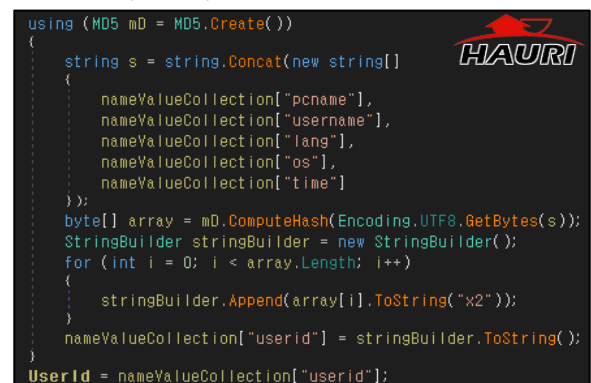 using (MD5 mD = MD5.Create())
HAURI
{
    string s = string.Concat(new string[]
    {
        nameValueCollection["pcname"],
        nameValueCollection["username"],
        nameValueCollection["lang"],
        nameValueCollection["os"],
        nameValueCollection["time"]
    });
    byte[] array = mD.ComputeHash(Encoding.UTF8.GetBytes(s));
    StringBuilder stringBuilder = new StringBuilder();
    for (int i = 0; i < array.Length; i++)
    {
        stringBuilder.Append(array[i].ToString("x2"));
    }
    nameValueCollection["userid"] = stringBuilder.ToString();
}
UserId = nameValueCollection["userid"];